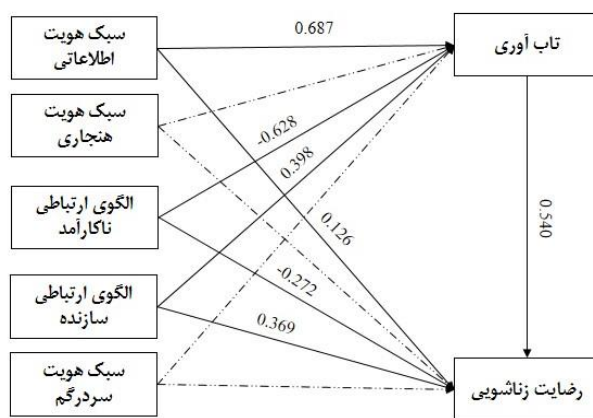 سبک هویت
اطلاعاتی
0.687
تاب آوری
سبک هویت
هنجاری
-0.628
0.398
الگوی ارتباطی
ناکارآمد
0.126
0.540
-0.272
الگوی ارتباطی
سازنده
0.369
سبک هویت
سردرگم
رضایت زناشویی